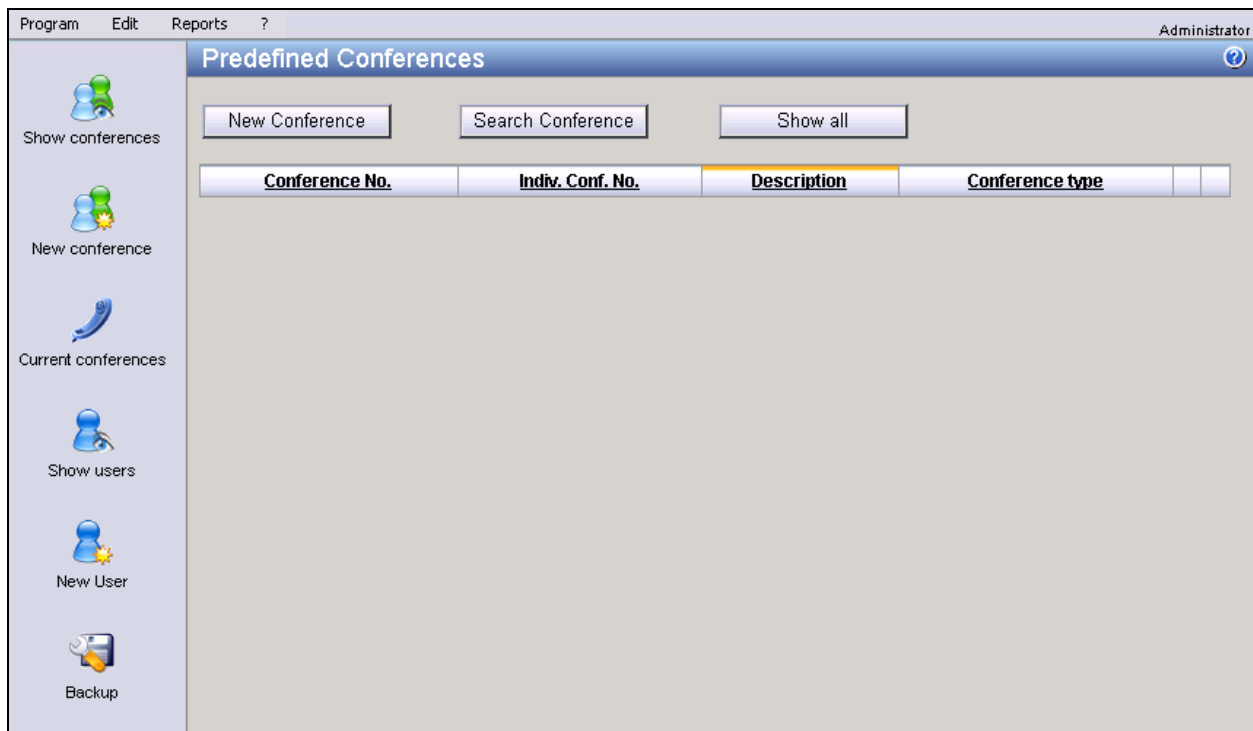 Program Edit Reports ?
Administrator
Predefined Conferences
?
Show conferences
New conference
Current conferences
Show users
New User
Backup
New Conference Search Conference Show all
Conference No. Indiv. Conf. No. Description Conference type